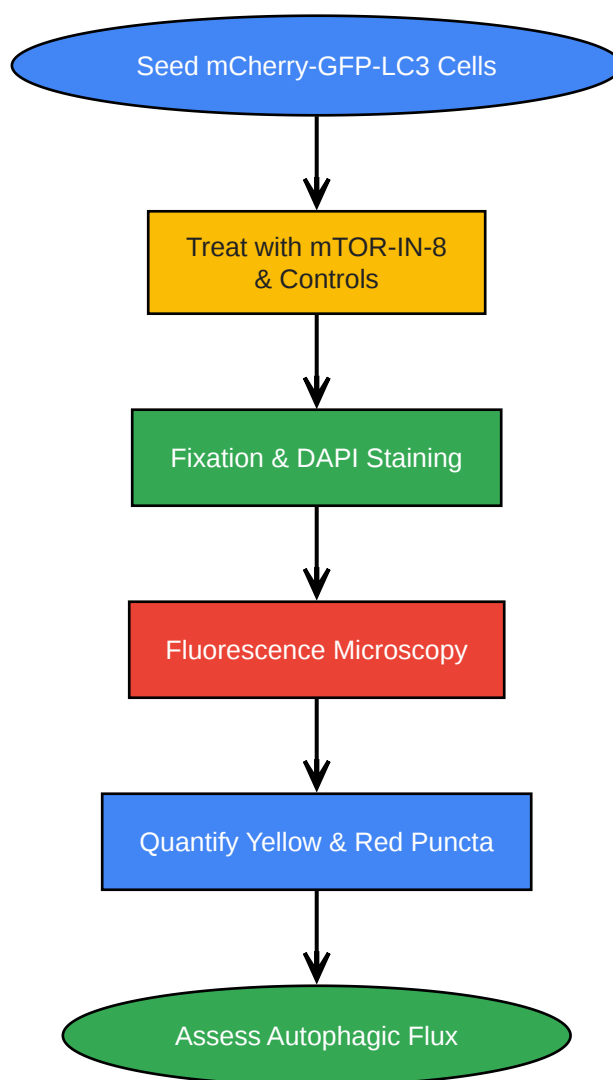 Seed mCherry-GFP-LC3 Cells
Treat with mTOR-IN-8
& Controls
Fixation & DAPI Staining
Fluorescence Microscopy
Quantify Yellow & Red Puncta
Assess Autophagic Flux